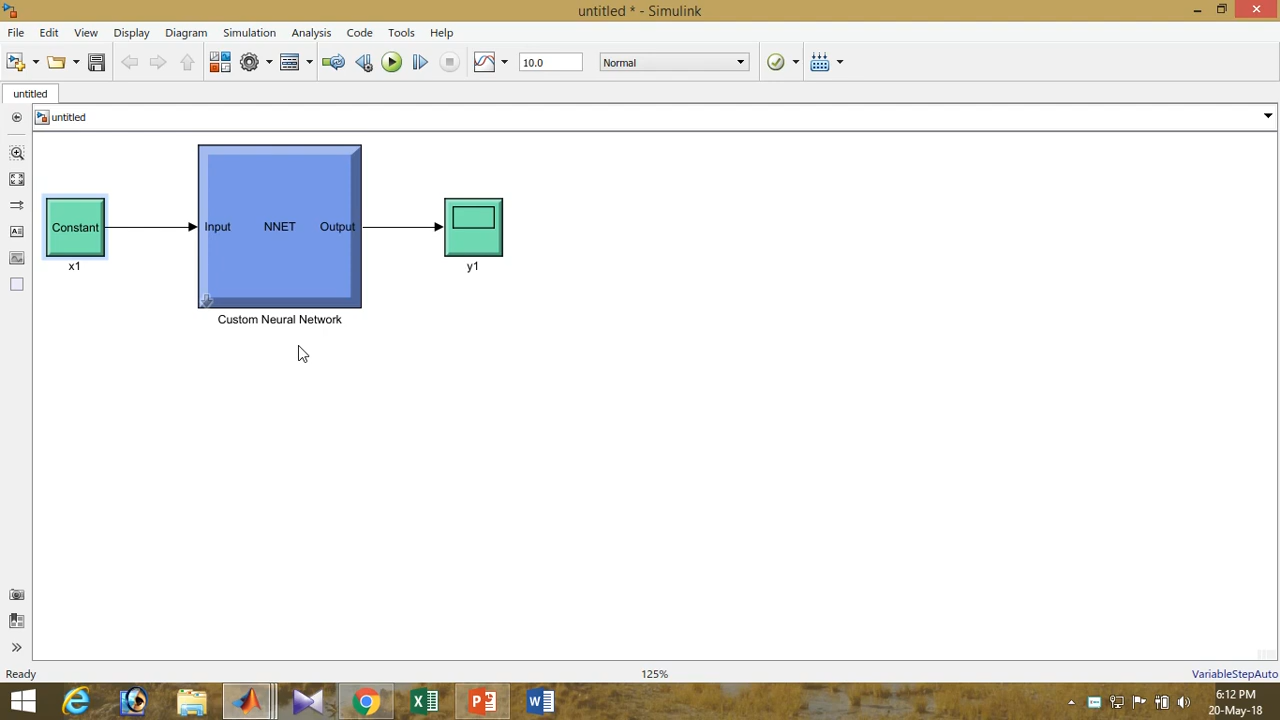 untitled * - Simulink
File Edit View Display Diagram Simulation Analysis Code Tools Help
10.0 Normal
untitled
untitled
Constant
x1
Input NNET Output
Custom Neural Network
y1
Ready 125% VariableStepAuto
6:12 PM
20-May-18